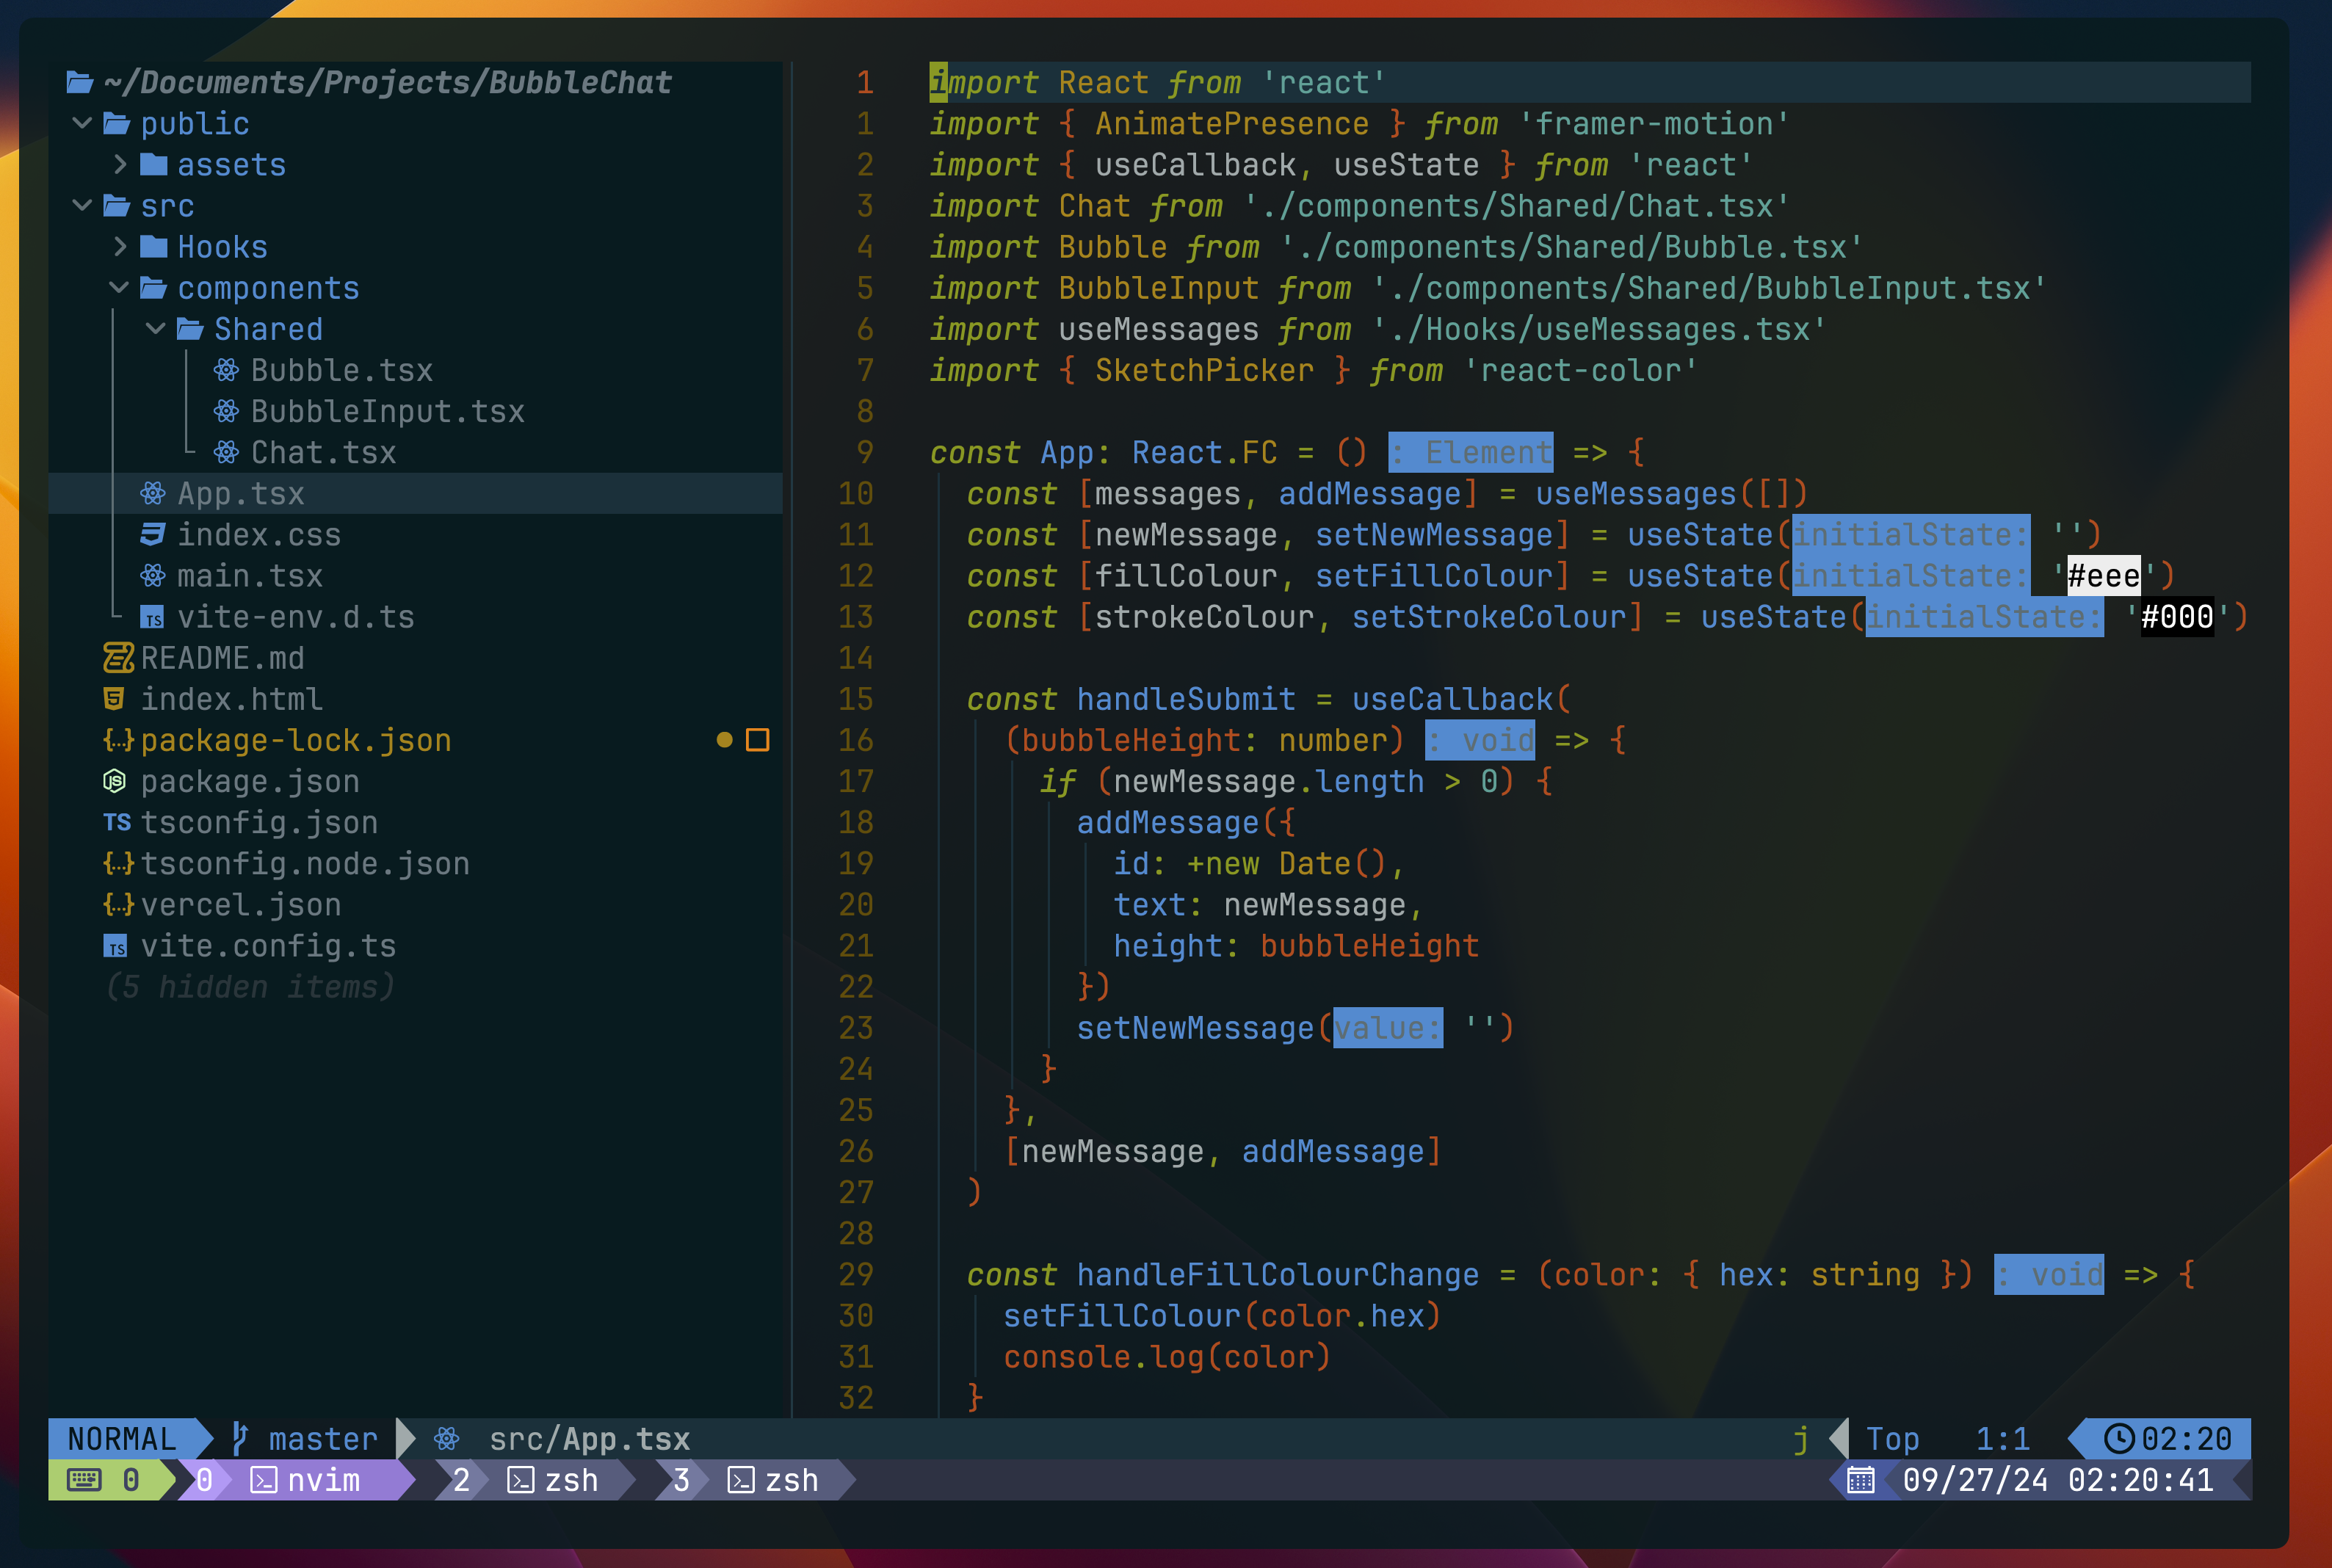 ~/Documents/Projects/BubbleChat
public
assets
src
Hooks
components
Shared
Bubble.tsx
BubbleInput.tsx
Chat.tsx
App.tsx
index.css
main.tsx
TS vite-env.d.ts
README.md
5 index.html
{…} package-lock.json
JS package.json
TS tsconfig.json
{…} tsconfig.node.json
{…} vercel.json
TS vite.config.ts
(5 hidden items)
1 import React from 'react'
1 import { AnimatePresence } from 'framer-motion'
2 import { useCallback, useState } from 'react'
3 import Chat from './components/Shared/Chat.tsx'
4 import Bubble from './components/Shared/Bubble.tsx'
5 import BubbleInput from './components/Shared/BubbleInput.tsx'
6 import useMessages from './Hooks/useMessages.tsx'
7 import { SketchPicker } from 'react-color'
8
9 const App: React.FC = () : Element => {
10 const [messages, addMessage] = useMessages([])
11 const [newMessage, setNewMessage] = useState(initialState: '')
12 const [fillColour, setFillColour] = useState(initialState: '#eee')
13 const [strokeColour, setStrokeColour] = useState(initialState: '#000')
14
15 const handleSubmit = useCallback(
16 (bubbleHeight: number) : void => {
17 if (newMessage.length > 0) {
18 addMessage({
19 id: +new Date(),
20 text: newMessage,
21 height: bubbleHeight
22 })
23 setNewMessage(value: '')
24 }
25 },
26 [newMessage, addMessage]
27 )
28
29 const handleFillColourChange = (color: { hex: string }) : void => {
30 setFillColour(color.hex)
31 console.log(color)
32 }
NORMAL master src/App.tsx j Top 1:1 02:20
0 0 nvim 2 zsh 3 zsh 09/27/24 02:20:41